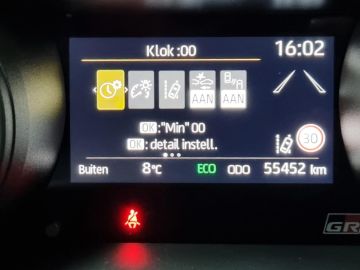 Klok :00
16:02
AAN AAN
OK :"Min" 00
OK : detail instell.
30
Buiten 8°C ECO ODO 55452 km
GR